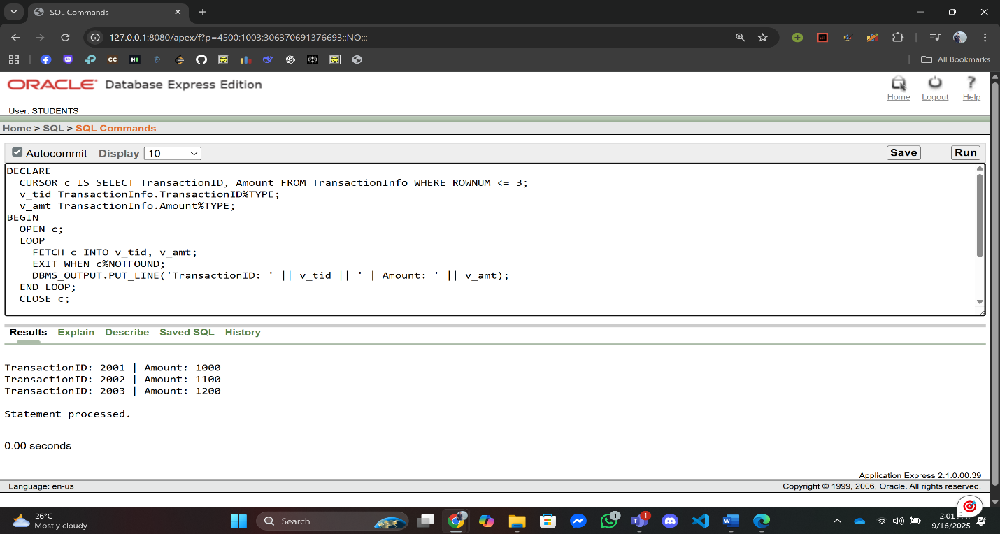 SQL Commands
127.0.0.1:8080/apex/f?p=4500:1003:306370691376693::NO:::
All Bookmarks
ORACLE Database Express Edition
Home Logout Help
User: STUDENTS
Home > SQL > SQL Commands
Autocommit Display 10 Save Run
DECLARE
CURSOR c IS SELECT TransactionID, Amount FROM TransactionInfo WHERE ROWNUM <= 3;
v_tid TransactionInfo.TransactionID%TYPE;
v_amt TransactionInfo.Amount%TYPE;
BEGIN
OPEN c;
LOOP
FETCH c INTO v_tid, v_amt;
EXIT WHEN c%NOTFOUND;
DBMS_OUTPUT.PUT_LINE('TransactionID: ' || v_tid || ' | Amount: ' || v_amt);
END LOOP;
CLOSE c;
Results Explain Describe Saved SQL History
TransactionID: 2001 | Amount: 1000
TransactionID: 2002 | Amount: 1100
TransactionID: 2003 | Amount: 1200
Statement processed.
0.00 seconds
Application Express 2.1.0.00.39
Language: en-us
Copyright © 1999, 2006, Oracle. All rights reserved.
26°C
Mostly cloudy
Search
1
1
2:01
9/16/2025